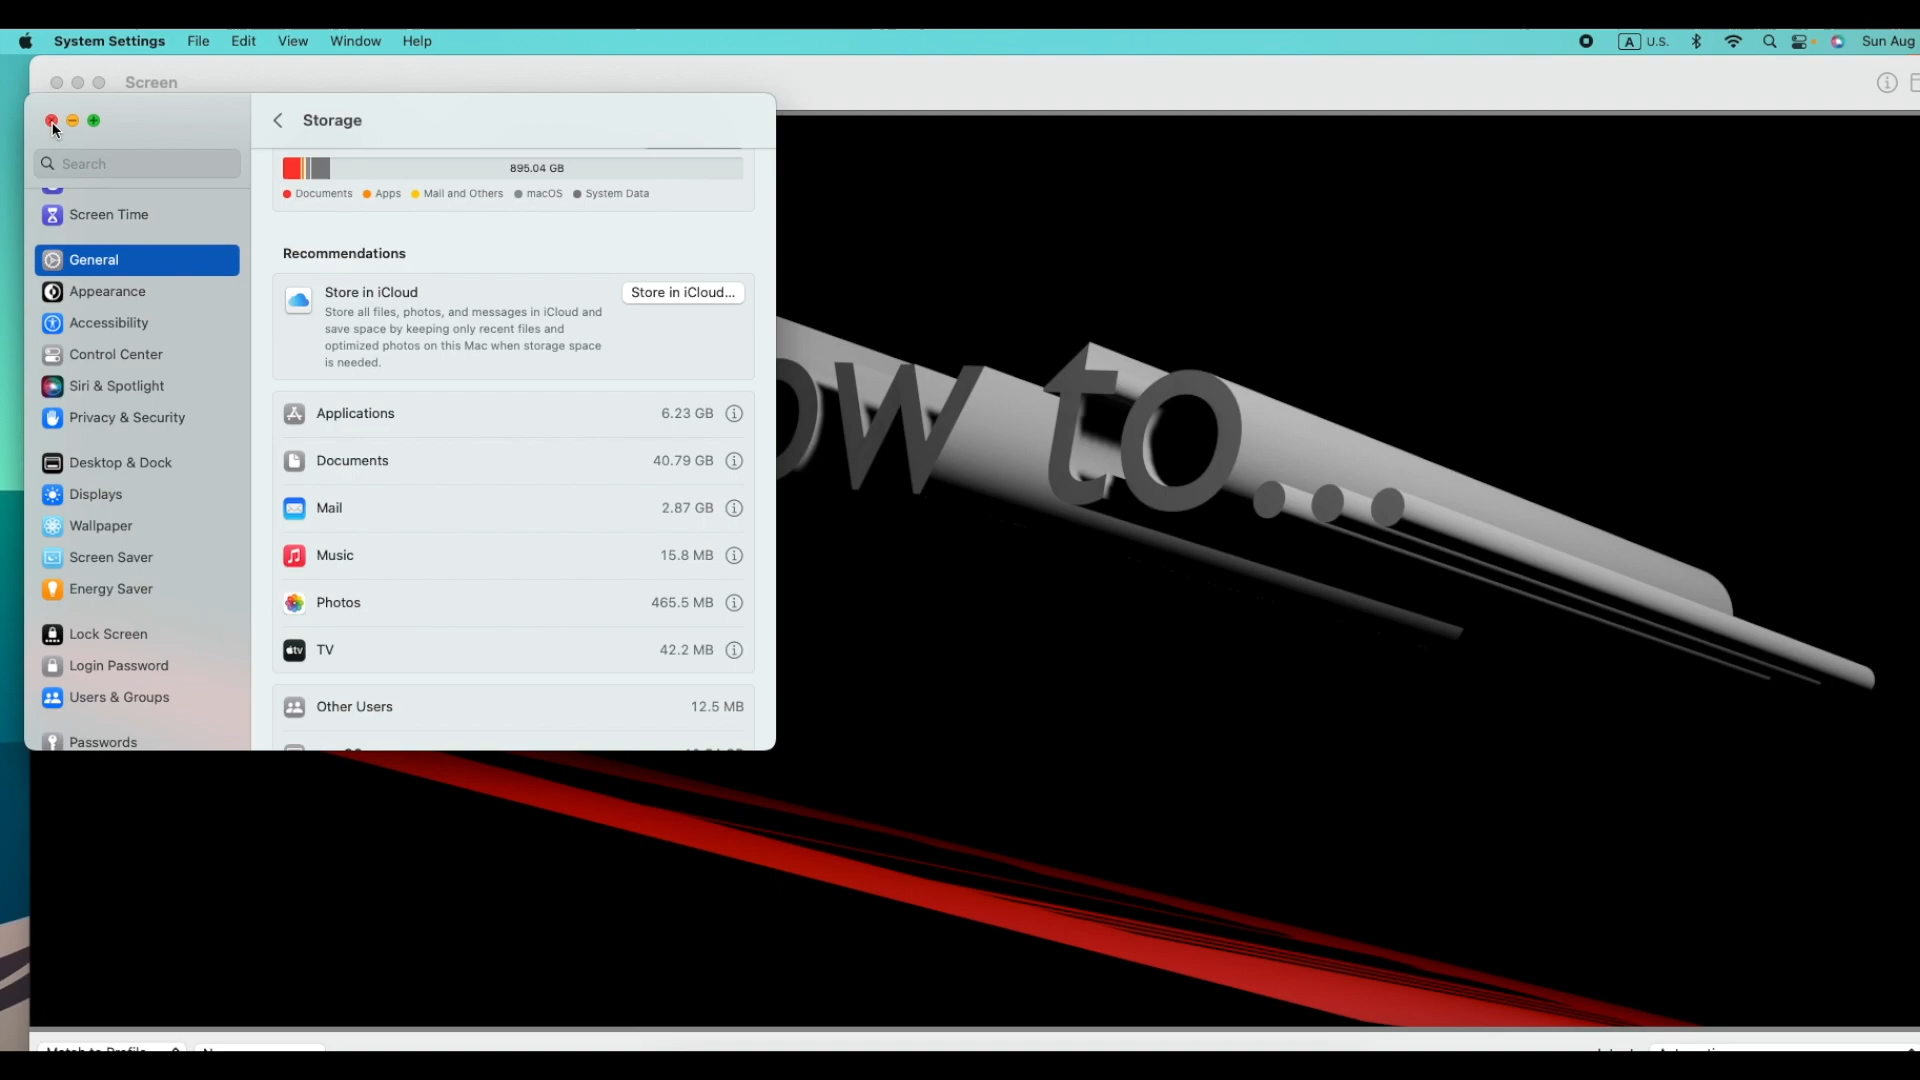 System Settings File Edit View Window Help A U.S. Sun Aug
Screen
Storage
Search
895.04 GB
Documents Apps Mail and Others macOS System Data
Screen Time
General
Appearance
Accessibility
Control Center
Siri & Spotlight
Privacy & Security
Desktop & Dock
Displays
Wallpaper
Screen Saver
Energy Saver
Lock Screen
Login Password
Users & Groups
Passwords
Recommendations
Store in iCloud
Store in iCloud...
Store all files, photos, and messages in iCloud and
save space by keeping only recent files and
optimized photos on this Mac when storage space
is needed.
Applications 6.23 GB
Documents 40.79 GB
Mail 2.87 GB
Music 15.8 MB
Photos 465.5 MB
tv TV 42.2 MB
Other Users 12.5 MB
ow to...